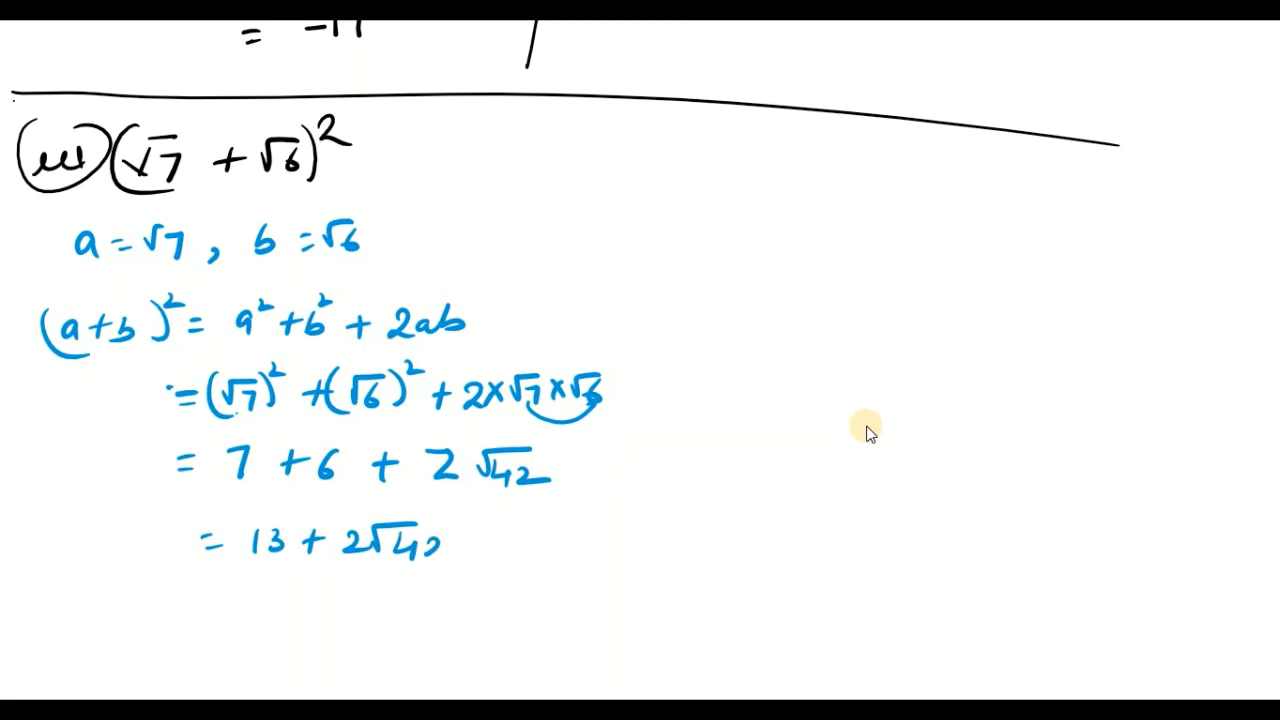 (iii) (√7 + √6)²
a = √7 , b = √6
(a+b)² = a² + b² + 2ab
= (√7)² + (√6)² + 2×√7×√6
= 7 + 6 + 2 √42
= 13 + 2√42